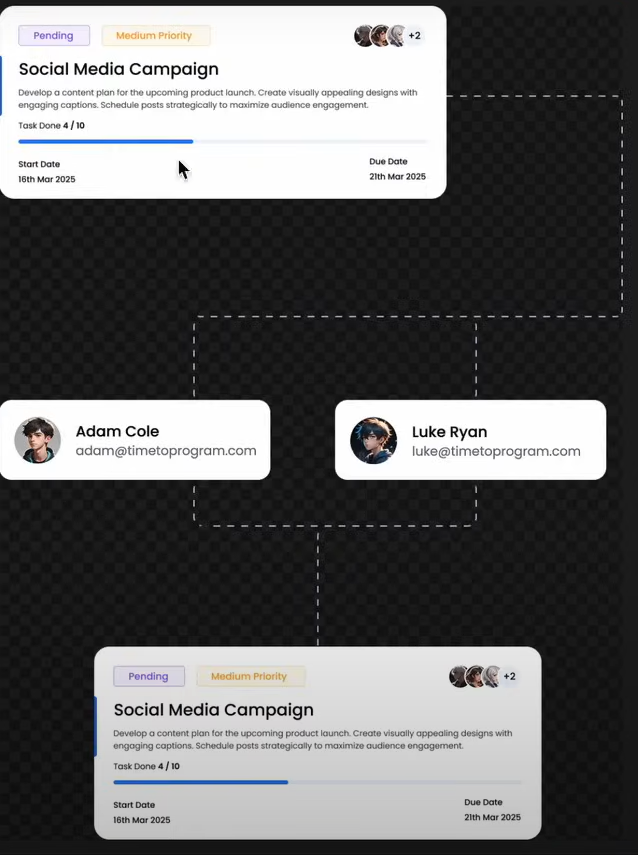 Pending
Medium Priority
+2
Social Media Campaign
Develop a content plan for the upcoming product launch. Create visually appealing designs with
engaging captions. Schedule posts strategically to maximize audience engagement.
Task Done 4 / 10
Start Date
Due Date
16th Mar 2025
21th Mar 2025
Adam Cole
adam@timetoprogram.com
Luke Ryan
luke@timetoprogram.com
Pending
Medium Priority
+2
Social Media Campaign
Develop a content plan for the upcoming product launch. Create visually appealing designs with
engaging captions. Schedule posts strategically to maximize audience engagement.
Task Done 4 / 10
Start Date
Due Date
16th Mar 2025
21th Mar 2025